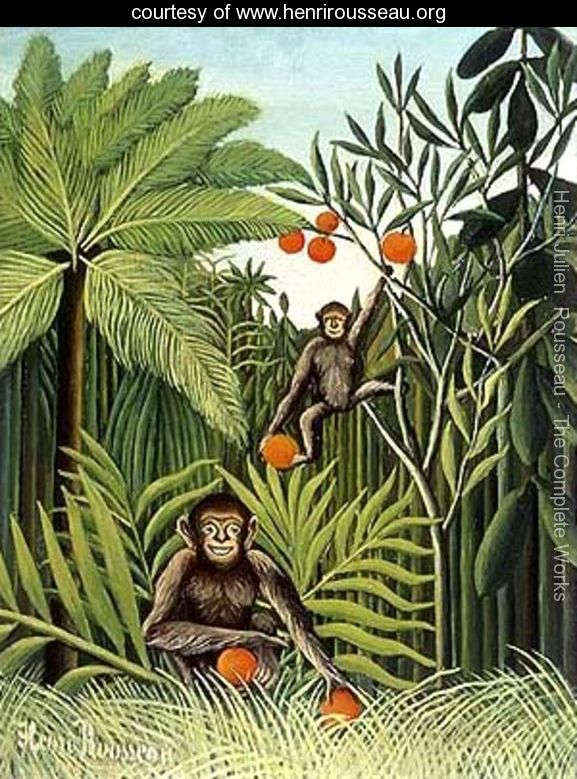 courtesy of www.henrirousseau.org
Henri Julien Rousseau - The Complete Works
Henri Rousseau